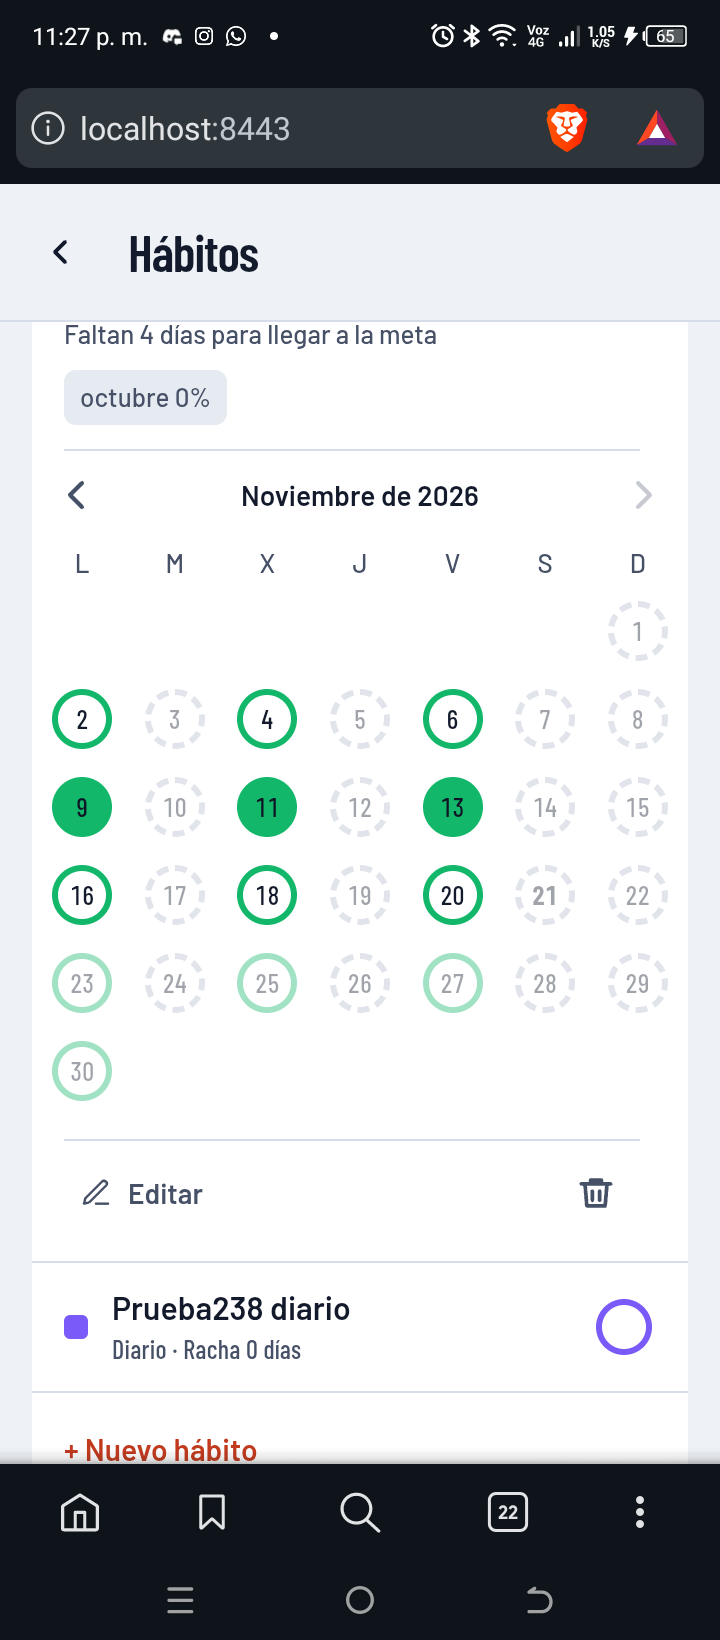 11:27 p. m.
Voz 4G 1.05 K/S 65
localhost:8443
Hábitos
Faltan 4 días para llegar a la meta
octubre 0%
Noviembre de 2026
L M X J V S D
1
2 3 4 5 6 7 8
9 10 11 12 13 14 15
16 17 18 19 20 21 22
23 24 25 26 27 28 29
30
Editar
Prueba238 diario
Diario · Racha 0 días
+ Nuevo hábito
22